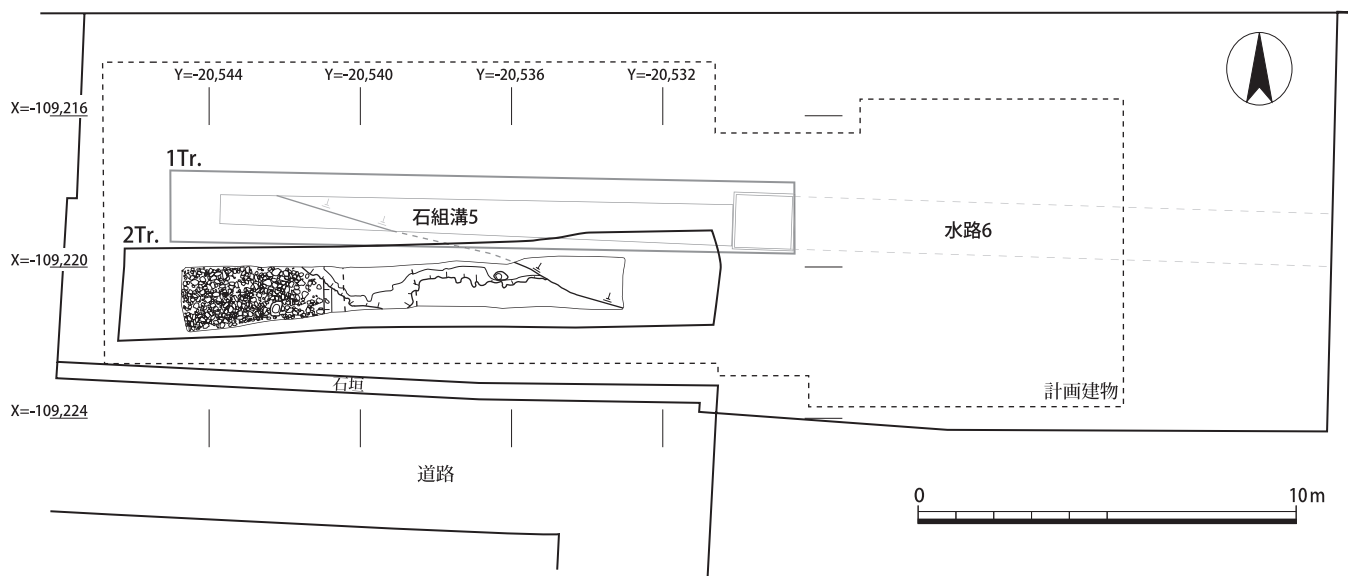 Y=-20,544
Y=-20,540
Y=-20,536
Y=-20,532
X=-109,216
1Tr.
石組溝5
水路6
2Tr.
X=-109,220
石垣
計画建物
X=-109,224
道路
0
10m